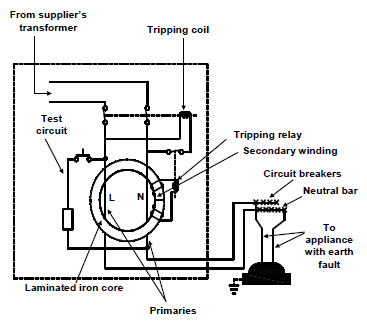 From supplier's
transformer
Tripping coil
Test
circuit
Tripping relay
Secondary winding
Circuit breakers
Neutral bar
L
N
To
appliance
with earth
fault
Laminated iron core
Primaries